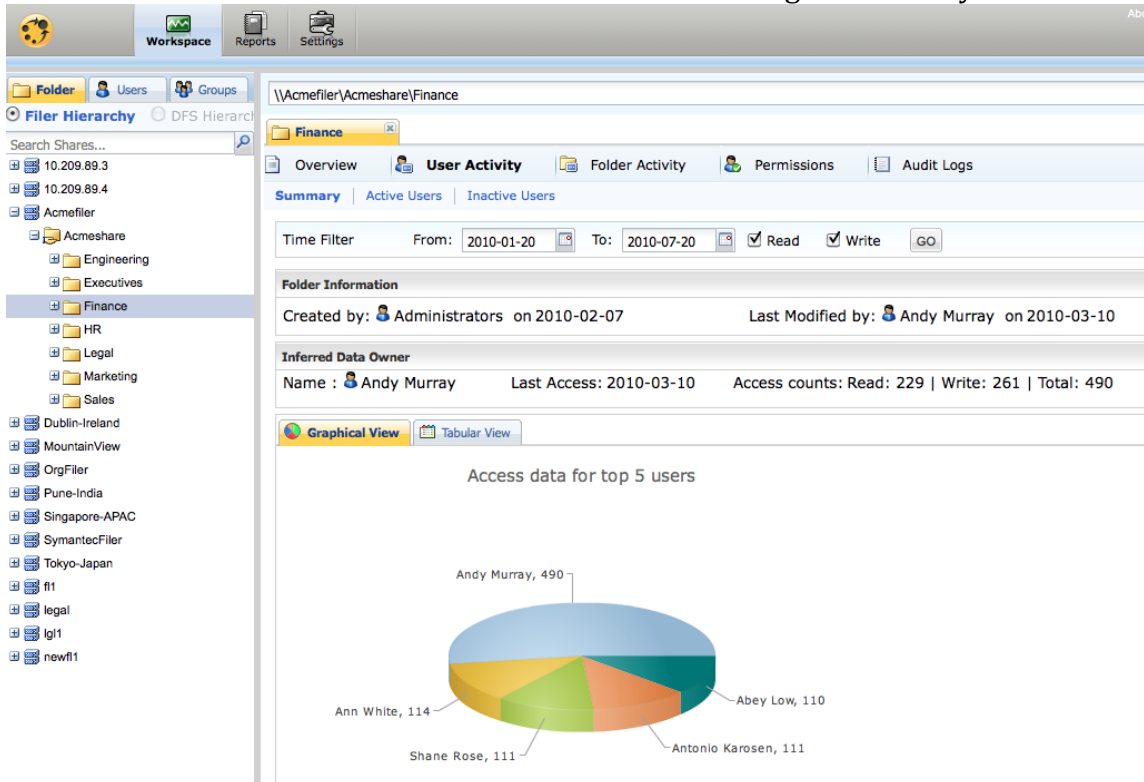 Workspace Reports Settings
Folder Users Groups
Filer Hierarchy DFS
Search Shares...
10.209.89.3
10.209.89.4
Acmefiler
Acmeshare
Engineering
Executives
Finance
HR
Legal
Marketing
Sales
Dublin-Ireland
MountainView
OrgFiler
Pune-India
Singapore-APAC
SymantecFiler
Tokyo-Japan
fl1
legal
lgl1
newfl1
\\Acmefiler\Acmeshare\Finance
Finance
Overview User Activity Folder Activity Permissions Audit Logs
Summary Active Users Inactive Users
Time Filter From: 2010-01-20 To: 2010-07-20 Read Write GO
Folder Information
Created by: Administrators on 2010-02-07 Last Modified by: Andy Murray on 2010-03-10
Inferred Data Owner
Name : Andy Murray Last Access: 2010-03-10 Access counts: Read: 229 | Write: 261 | Total: 490
Graphical View Tabular View
Access data for top 5 users
Andy Murray, 490
Ann White, 114
Shane Rose, 111
Antonio Karosen, 111
Abey Low, 110